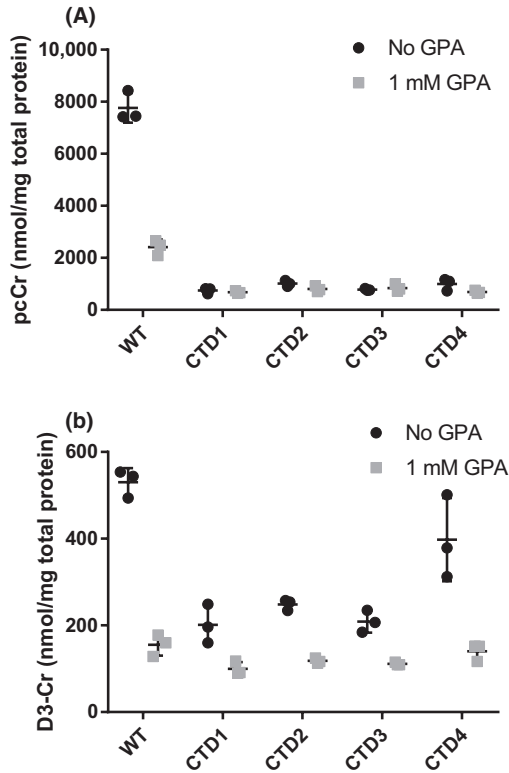 (A)
No GPA
1 mM GPA
pcCr (nmol/mg total protein)
10,000
8000
6000
4000
2000
0
WT
CTD1
CTD2
CTD3
CTD4
(b)
No GPA
1 mM GPA
D3-Cr (nmol/mg total protein)
600
400
200
0
WT
CTD1
CTD2
CTD3
CTD4